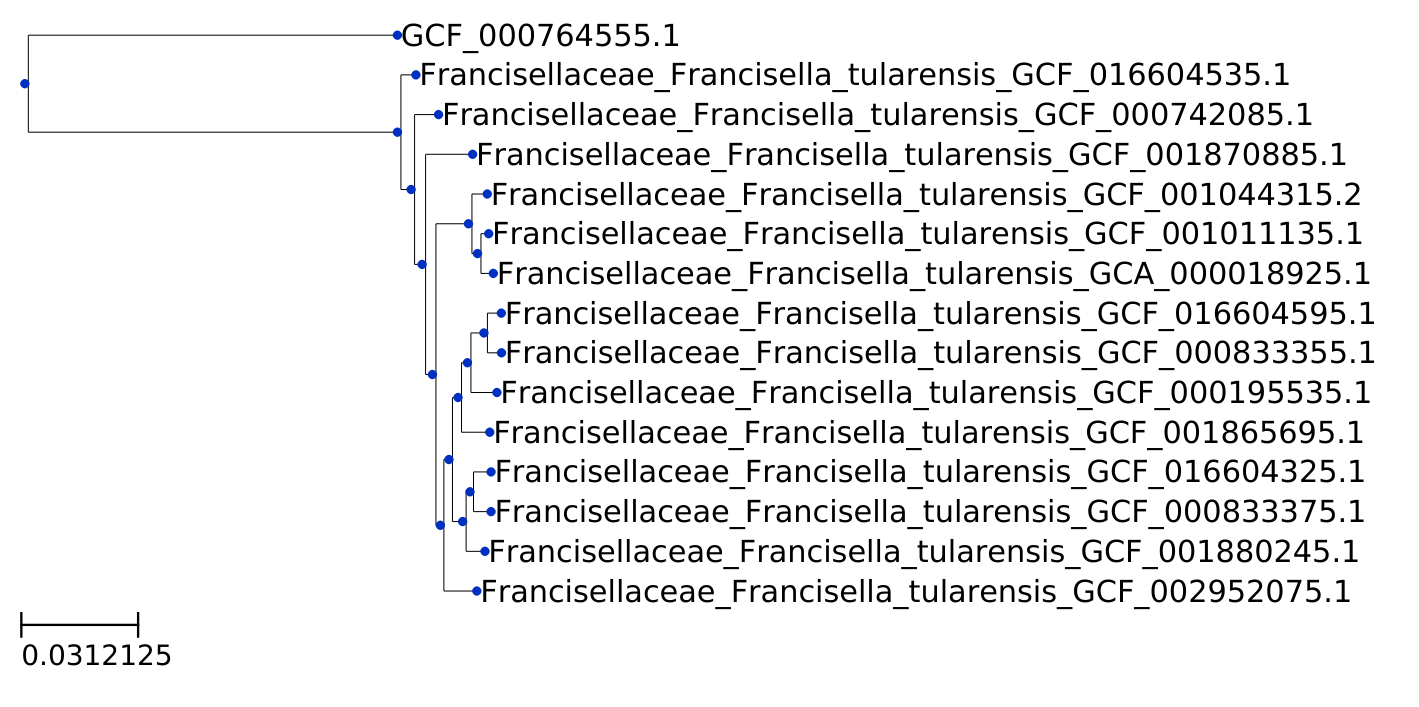 GCF_000764555.1
Francisellaceae_Francisella_tularensis_GCF_016604535.1
Francisellaceae_Francisella_tularensis_GCF_000742085.1
Francisellaceae_Francisella_tularensis_GCF_001870885.1
Francisellaceae_Francisella_tularensis_GCF_001044315.2
Francisellaceae_Francisella_tularensis_GCF_001011135.1
Francisellaceae_Francisella_tularensis_GCA_000018925.1
Francisellaceae_Francisella_tularensis_GCF_016604595.1
Francisellaceae_Francisella_tularensis_GCF_000833355.1
Francisellaceae_Francisella_tularensis_GCF_000195535.1
Francisellaceae_Francisella_tularensis_GCF_001865695.1
Francisellaceae_Francisella_tularensis_GCF_016604325.1
Francisellaceae_Francisella_tularensis_GCF_000833375.1
Francisellaceae_Francisella_tularensis_GCF_001880245.1
Francisellaceae_Francisella_tularensis_GCF_002952075.1
0.0312125